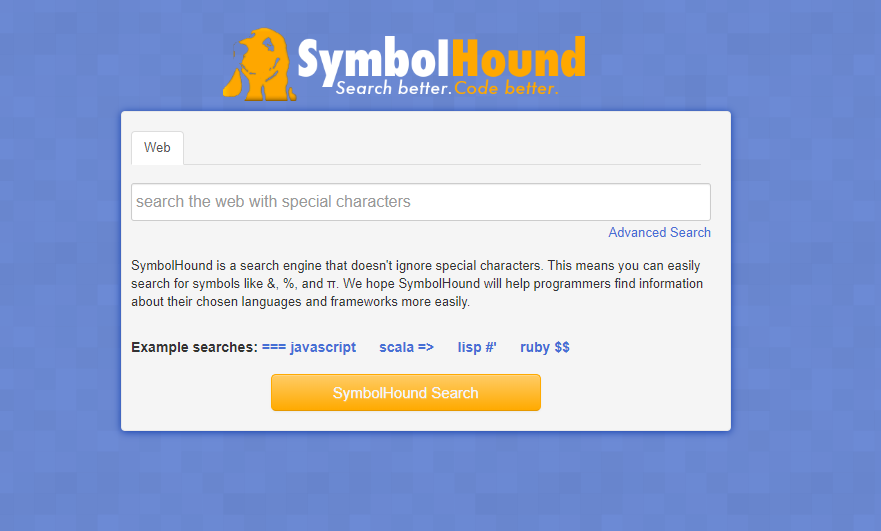 SymbolHound
Search better. Code better.
Web
search the web with special characters
Advanced Search
SymbolHound is a search engine that doesn't ignore special characters. This means you can easily
search for symbols like &, %, and π. We hope SymbolHound will help programmers find information
about their chosen languages and frameworks more easily.
Example searches: === javascript scala => lisp #' ruby $$
SymbolHound Search